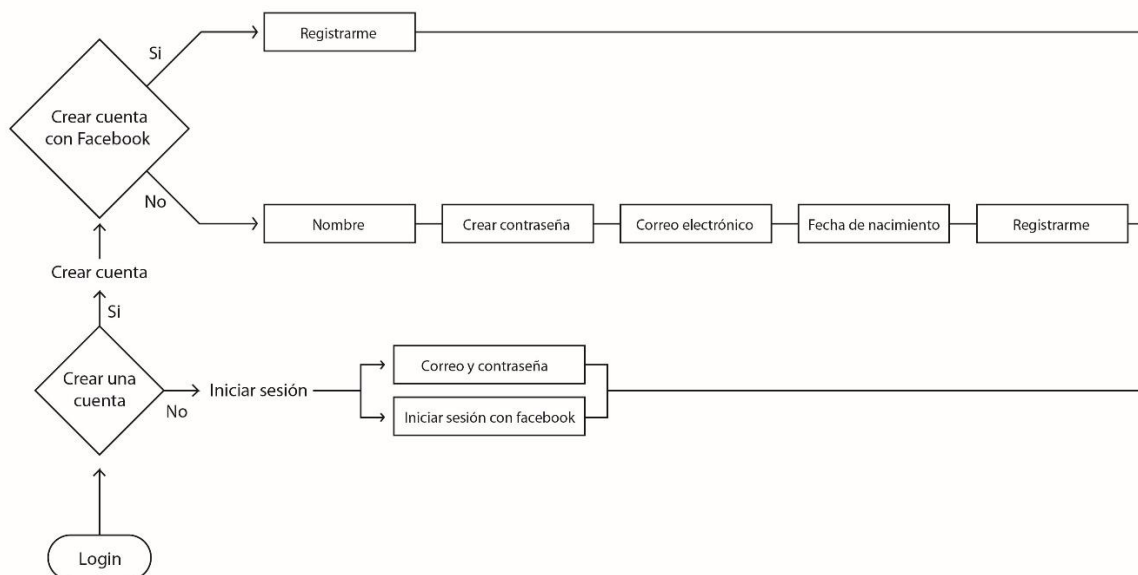 Si
Registrarme
Crear cuenta
con Facebook
No
Nombre
Crear contraseña
Correo electrónico
Fecha de nacimiento
Registrarme
Crear cuenta
Si
Crear una
cuenta
No
Iniciar sesión
Correo y contraseña
Iniciar sesión con facebook
Login